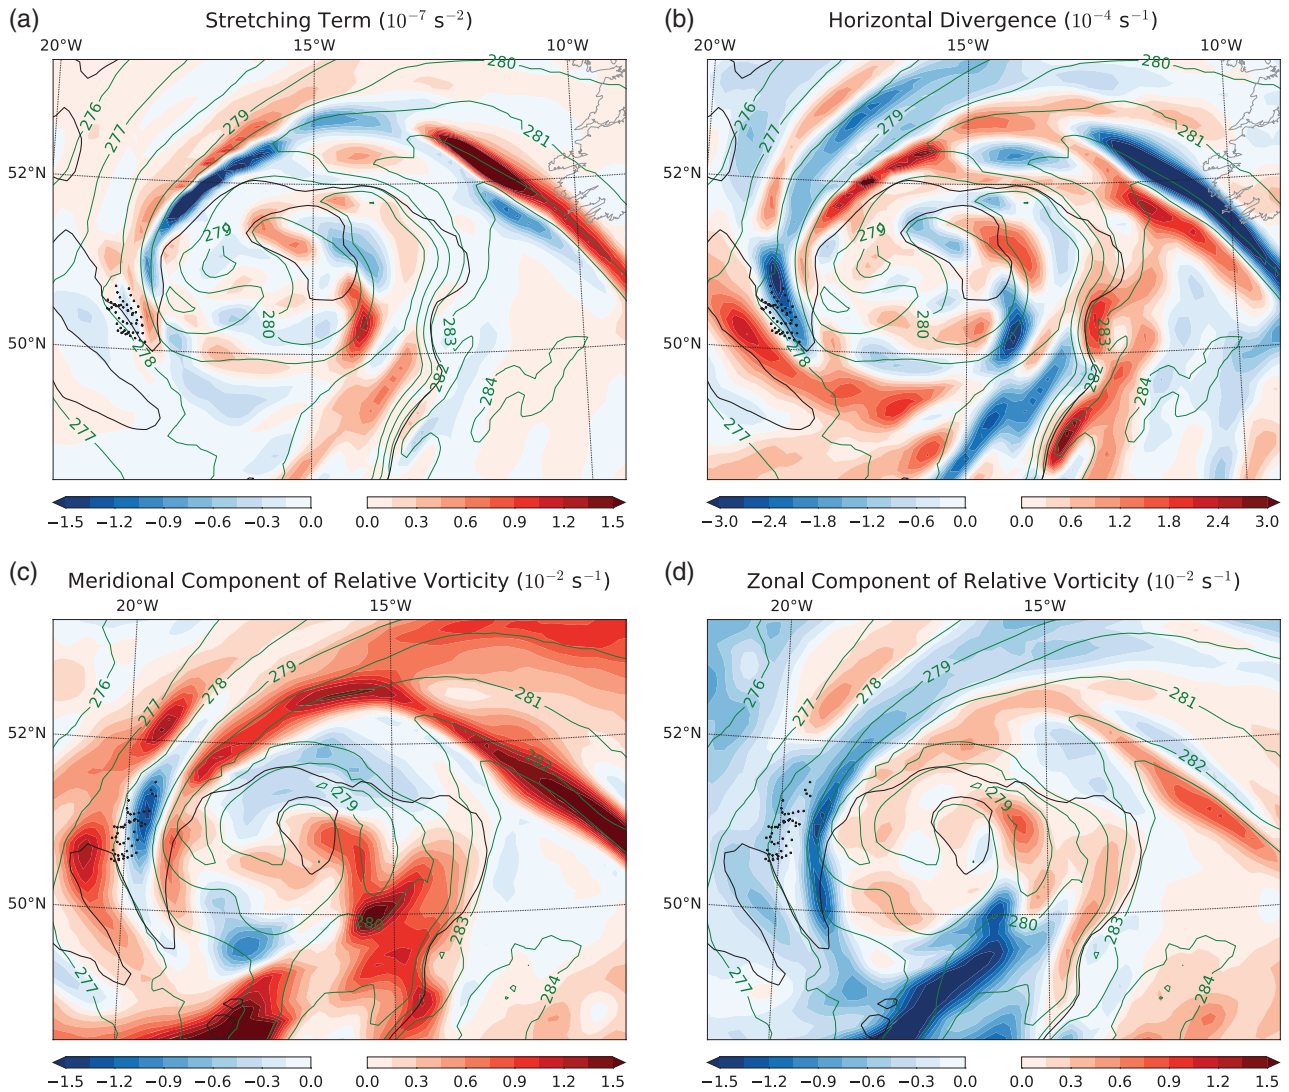 (a) Stretching Term (10⁻⁷ s⁻²)
20°W 15°W 10°W
52°N
50°N
276
277
279
280
281
279
280
278
283
282
284
277
−1.5 −1.2 −0.9 −0.6 −0.3 0.0 0.0 0.3 0.6 0.9 1.2 1.5
(b) Horizontal Divergence (10⁻⁴ s⁻¹)
20°W 15°W 10°W
52°N
50°N
276
277
279
280
281
279
280
278
283
282
284
277
−3.0 −2.4 −1.8 −1.2 −0.6 0.0 0.0 0.6 1.2 1.8 2.4 3.0
(c) Meridional Component of Relative Vorticity (10⁻² s⁻¹)
20°W 15°W
52°N
50°N
276
277
278
279
281
282
279
280
283
284
277
−1.5 −1.2 −0.9 −0.6 −0.3 0.0 0.0 0.3 0.6 0.9 1.2 1.5
(d) Zonal Component of Relative Vorticity (10⁻² s⁻¹)
20°W 15°W
52°N
50°N
276
277
278
279
281
282
279
280
283
284
277
−1.5 −1.2 −0.9 −0.6 −0.3 0.0 0.0 0.3 0.6 0.9 1.2 1.5